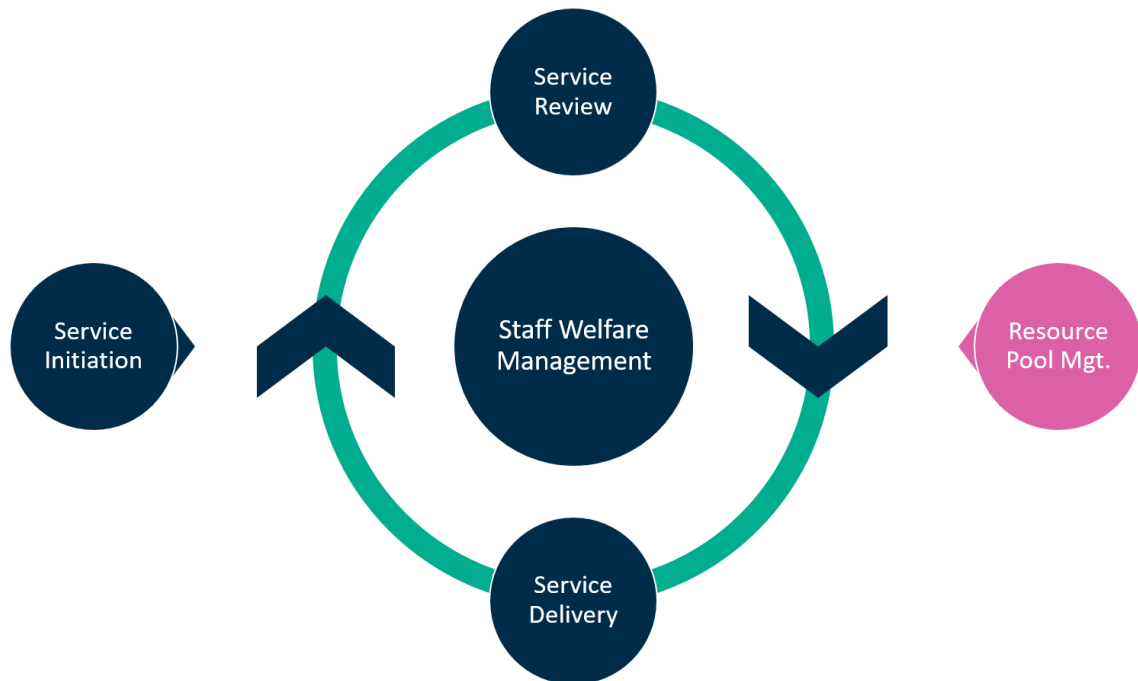 Service
Review
Service
Initiation
Staff Welfare
Management
Resource
Pool Mgt.
Service
Delivery